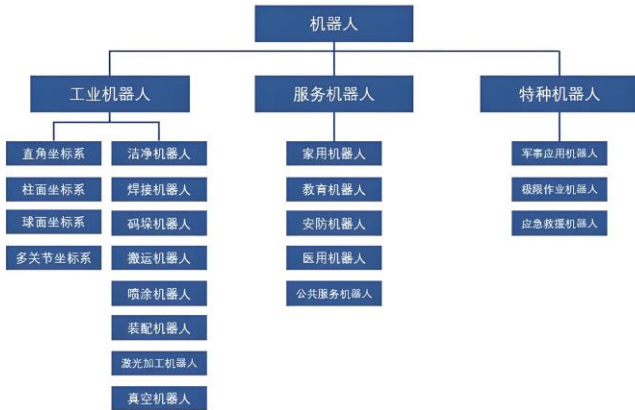 机器人
工业机器人
服务机器人
特种机器人
直角坐标系
柱面坐标系
球面坐标系
多关节坐标系
洁净机器人
焊接机器人
码垛机器人
搬运机器人
喷涂机器人
装配机器人
激光加工机器人
真空机器人
家用机器人
教育机器人
安防机器人
医用机器人
公共服务机器人
军事应用机器人
极限作业机器人
应急救援机器人